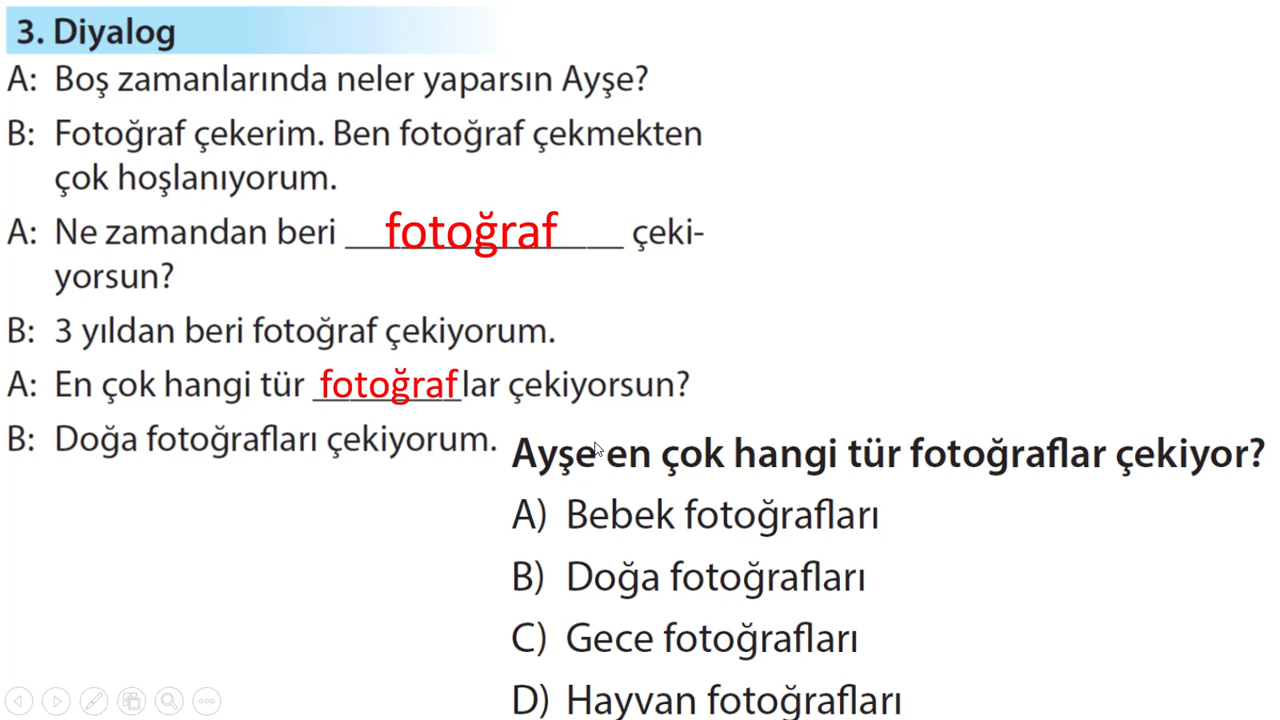 3. Diyalog
A: Boş zamanlarında neler yaparsın Ayşe?
B: Fotoğraf çekerim. Ben fotoğraf çekmekten
çok hoşlanıyorum.
A: Ne zamandan beri fotoğraf çeki-
yorsun?
B: 3 yıldan beri fotoğraf çekiyorum.
A: En çok hangi tür fotoğraflar çekiyorsun?
B: Doğa fotoğrafları çekiyorum.
Ayşe en çok hangi tür fotoğraflar çekiyor?
A) Bebek fotoğrafları
B) Doğa fotoğrafları
C) Gece fotoğrafları
D) Hayvan fotoğrafları